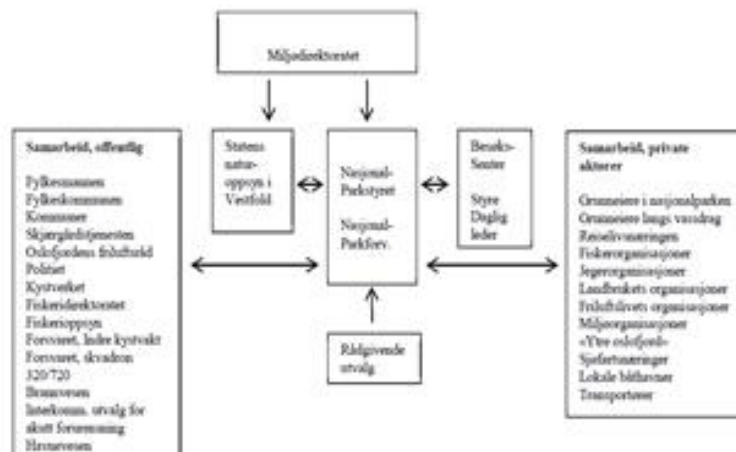 Miljødirektoratet
Samarbeid, offentlig
Fylkesmannen
Fylkeskommunen
Kommuner
Skjærgårdstjenesten
Oslofjordens friluftsråd
Politiet
Kystverket
Fiskeridirektoratet
Fiskerioppsyn
Forsvaret, Indre kystvakt
Forsvaret, skvadron
320/720
Brannvesen
Interkomm. utvalg for
akutt forurensning
Havnevesen
Statens
natur-
oppsyn i
Vestfold
Nasjonal-
Parkstyret
Nasjonal-
Parkforv.
Besøks-
Senter
Styre
Daglig
leder
Rådgivende
utvalg
Samarbeid, private
aktører
Grunneiere i nasjonalparken
Grunneiere langs vassdrag
Reiselivsnæringen
Fiskerorganisasjoner
Jegerorganisasjoner
Landbrukets organisasjoner
Friluftslivets organisasjoner
Miljøorganisasjoner
«Ytre oslofjord»
Sjøfartsnæringer
Lokale båthavner
Transportører